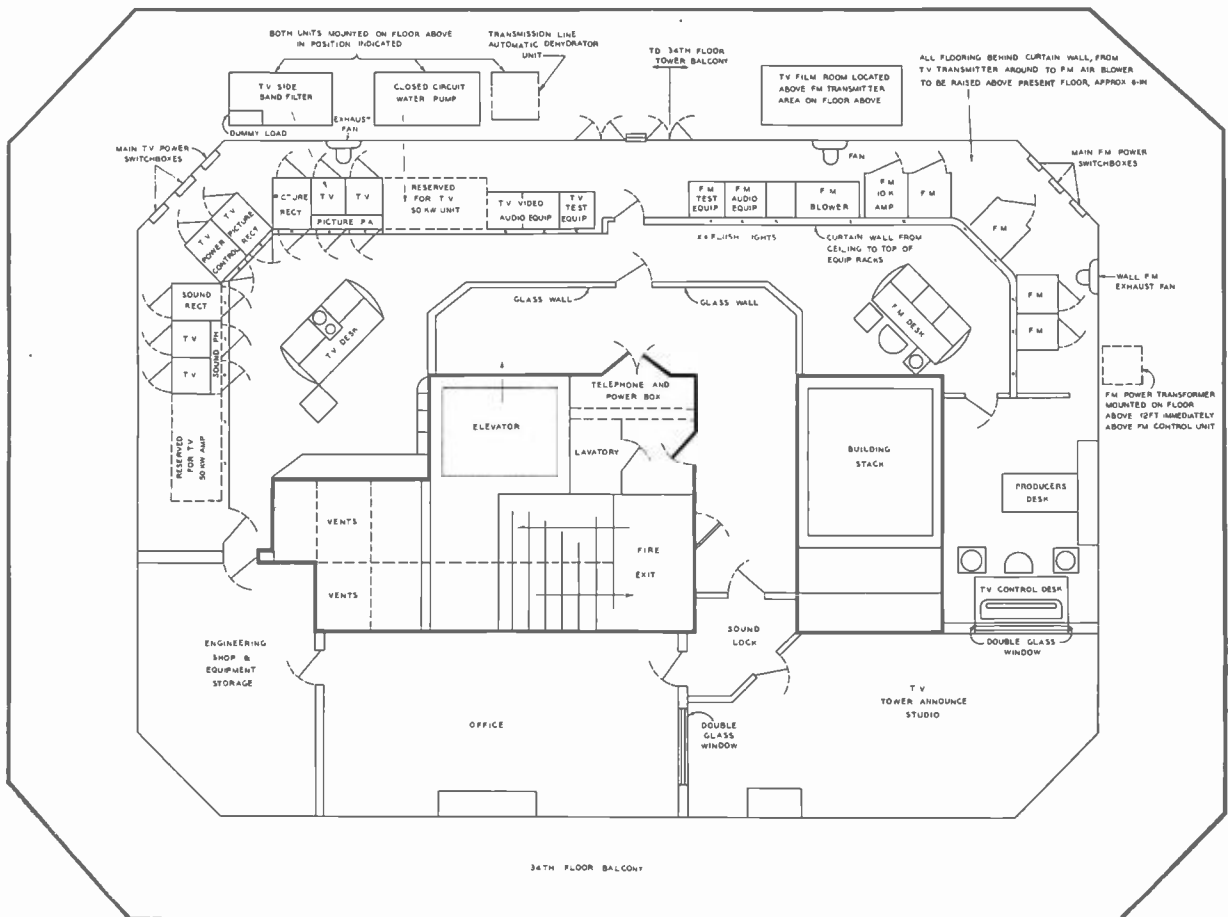 BOTH UNITS MOUNTED ON FLOOR ABOVE
IN POSITION INDICATED
TRANSMISSION LINE
AUTOMATIC DEHYDRATOR
UNIT
TO 34TH FLOOR
TOWER BALCONY
ALL FLOORING BEHIND CURTAIN WALL, FROM
TV TRANSMITTER AROUND TO FM AIR BLOWER
TO BE RAISED ABOVE PRESENT FLOOR, APPROX 6-IN
TV SIDE
BAND FILTER
CLOSED CIRCUIT
WATER PUMP
TV FILM ROOM LOCATED
ABOVE FM TRANSMITTER
AREA ON FLOOR ABOVE
DUMMY LOAD
EXHAUST
FAN
MAIN TV POWER
SWITCHBOXES
FAN
MAIN FM POWER
SWITCHBOXES
PICTURE
RECT
TV
TV
PICTURE PA
RESERVED
FOR TV
50 KW UNIT
TV VIDEO
AUDIO EQUIP
TV
TEST
EQUIP
FM
TEST
EQUIP
FM
AUDIO
EQUIP
FM
BLOWER
FM
10 K
AMP
FM
FM
TV
PICTURE
RECT
TV
POWER
CONTROL
CURTAIN WALL FROM
CEILING TO TOP OF
EQUIP RACKS
WALL FM
EXHAUST FAN
GLASS WALL
GLASS WALL
SOUND
RECT
TV
TV
SOUND PA
TV DESK
FM DESK
FM
FM
RESERVED
FOR TV
50 KW AMP
TELEPHONE AND
POWER BOX
FM POWER TRANSFORMER
MOUNTED ON FLOOR
ABOVE 12FT IMMEDIATELY
ABOVE FM CONTROL UNIT
ELEVATOR
LAVATORY
BUILDING
STACK
PRODUCERS
DESK
VENTS
FIRE
EXIT
VENTS
TV CONTROL DESK
DOUBLE GLASS
WINDOW
ENGINEERING
SHOP &
EQUIPMENT
STORAGE
SOUND
LOCK
OFFICE
DOUBLE
GLASS
WINDOW
TV
TOWER ANNOUNCE
STUDIO
34TH FLOOR BALCONY